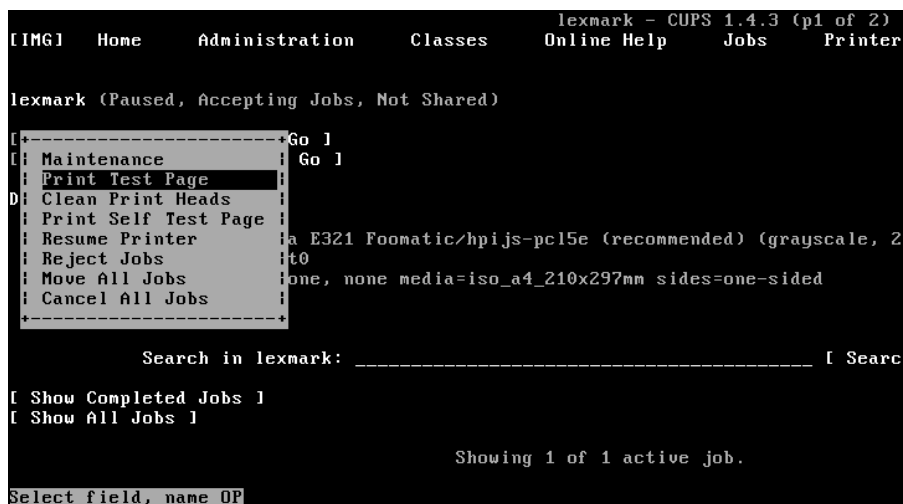 lexmark - CUPS 1.4.3 (p1 of 2)
[IMG] Home Administration Classes Online Help Jobs Printer
lexmark (Paused, Accepting Jobs, Not Shared)
[ Go ]
[ Go ]
Maintenance
Print Test Page
D Clean Print Heads
Print Self Test Page
Resume Printer a E321 Foomatic/hpijs-pcl5e (recommended) (grayscale, 2
Reject Jobs t0
Move All Jobs one, none media=iso_a4_210x297mm sides=one-sided
Cancel All Jobs
Search in lexmark: ________________________________________________ [ Searc
[ Show Completed Jobs ]
[ Show All Jobs ]
Showing 1 of 1 active job.
Select field, name OP